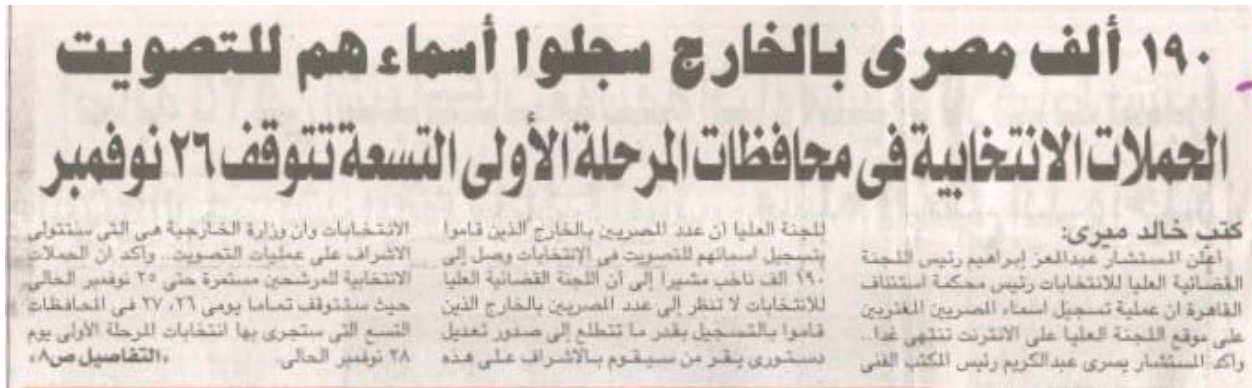 ١٩٠ ألف مصرى بالخارج سجلوا أسماء هم للتصويت
الحملات الانتخابية فى محافظات المرحلة الأولى التسعة تتوقف ٢٦ نوفمبر
كتب خالد ميرى:
أعلن المستشار عبدالمعز إبراهيم رئيس اللجنة
القضائية العليا للانتخابات رئيس محكمة استئناف
القاهرة ان عملية تسجيل اسماء المصريين المغتربين
على موقع اللجنة العليا على الانترنت تنتهى غدا..
واكد المستشار يسرى عبدالكريم رئيس المكتب الفنى
للجنة العليا ان عدد المصريين بالخارج الذين قاموا
بتسجيل اسمائهم للتصويت فى الإنتخابات وصل إلى
١٩٠ الف ناخب مشيرا إلى أن اللجنة القضائية العليا
للانتخابات لا تنظر إلى عدد المصريين بالخارج الذين
قاموا بالتسجيل بقدر ما تتطلع إلى صدور تعديل
دستورى يقر من سيقوم بالاشراف على هذه
الانتخابات وان وزارة الخارجية هى التى ستتولى
الاشراف على عمليات التصويت.. واكد ان الحملات
الانتخابية للمرشحين مستمرة حتى ٢٥ نوفمبر الحالى
حيث ستتوقف تماما يومى ٢٦، ٢٧ فى المحافظات
التسع التى ستجرى بها انتخابات المرحلة الأولى يوم
٢٨ نوفمبر الحالى. «التفاصيل ص٨»